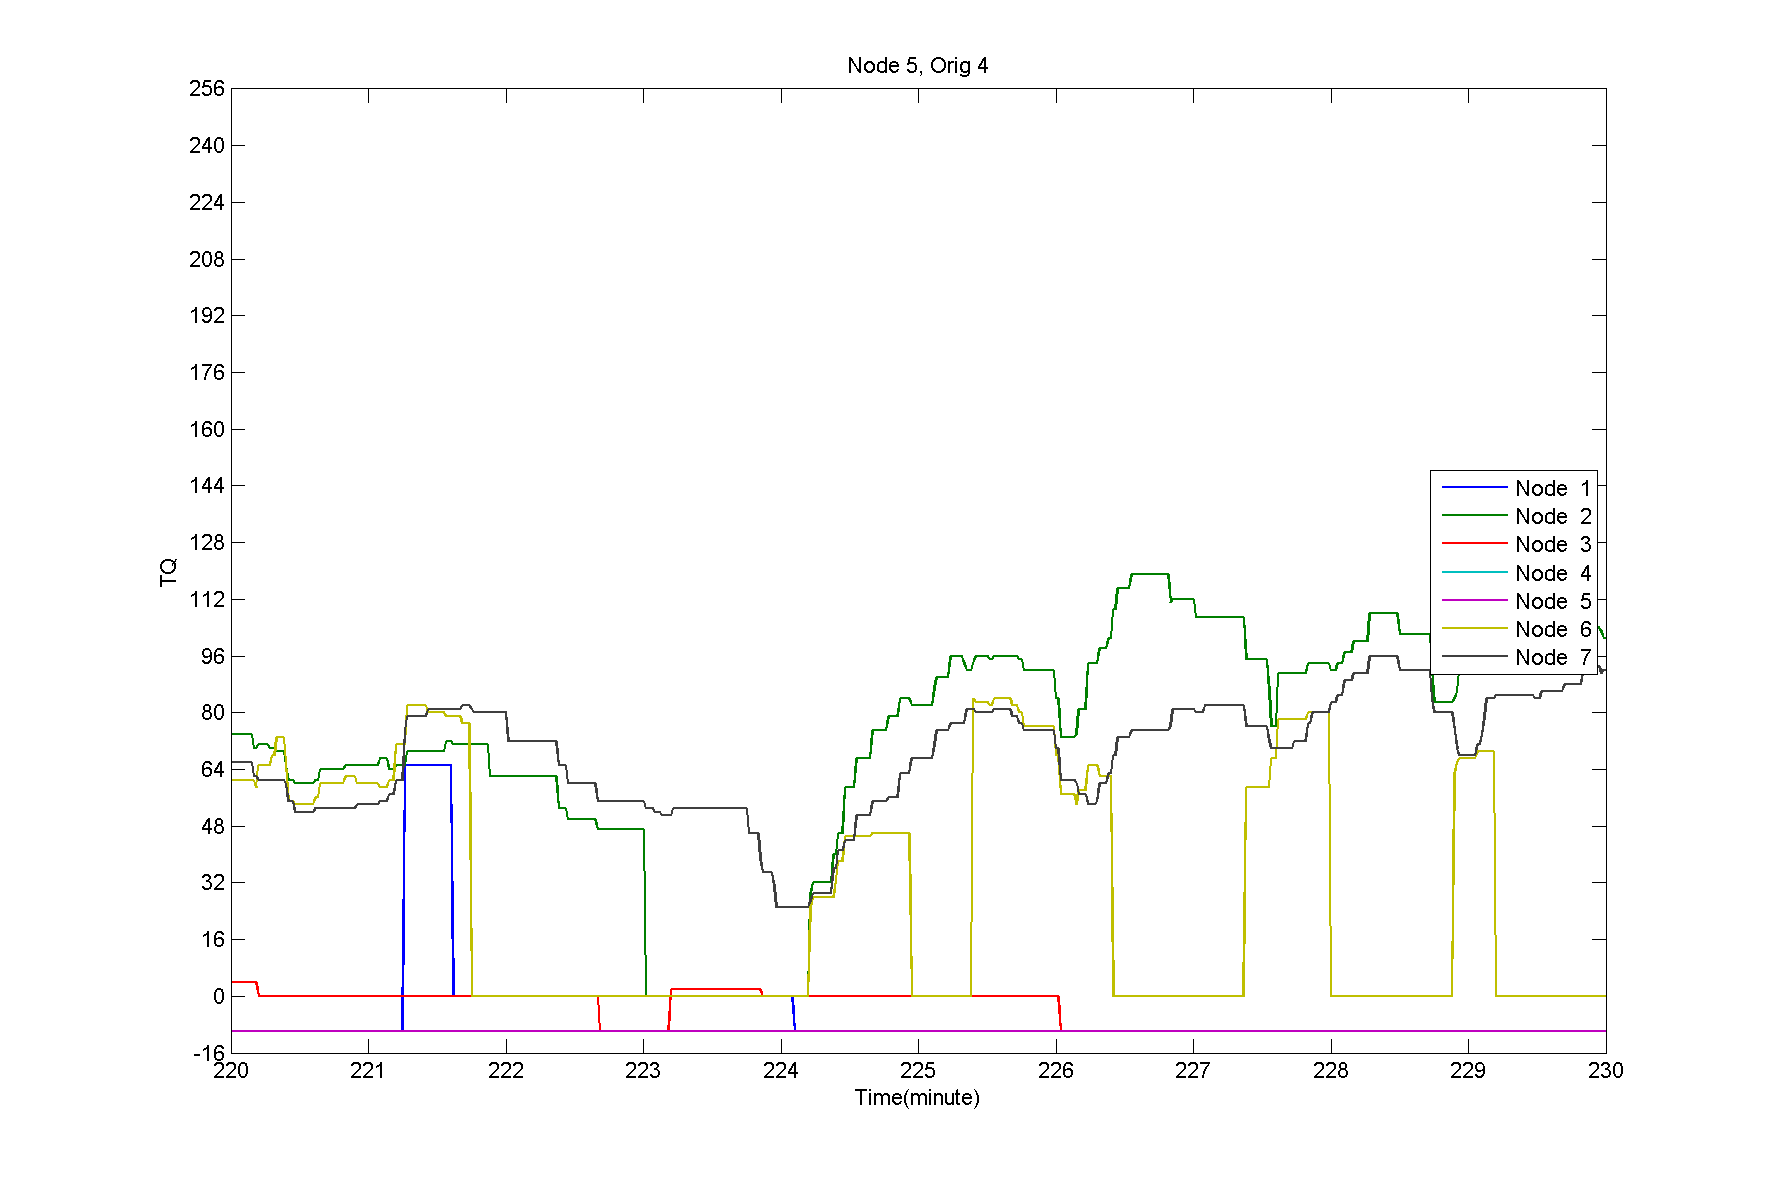 Node 5, Orig 4
256
240
224
208
192
176
160
144
128
112
96
80
64
48
32
16
0
-16
TQ
Node 1
Node 2
Node 3
Node 4
Node 5
Node 6
Node 7
220 221 222 223 224 225 226 227 228 229 230
Time(minute)